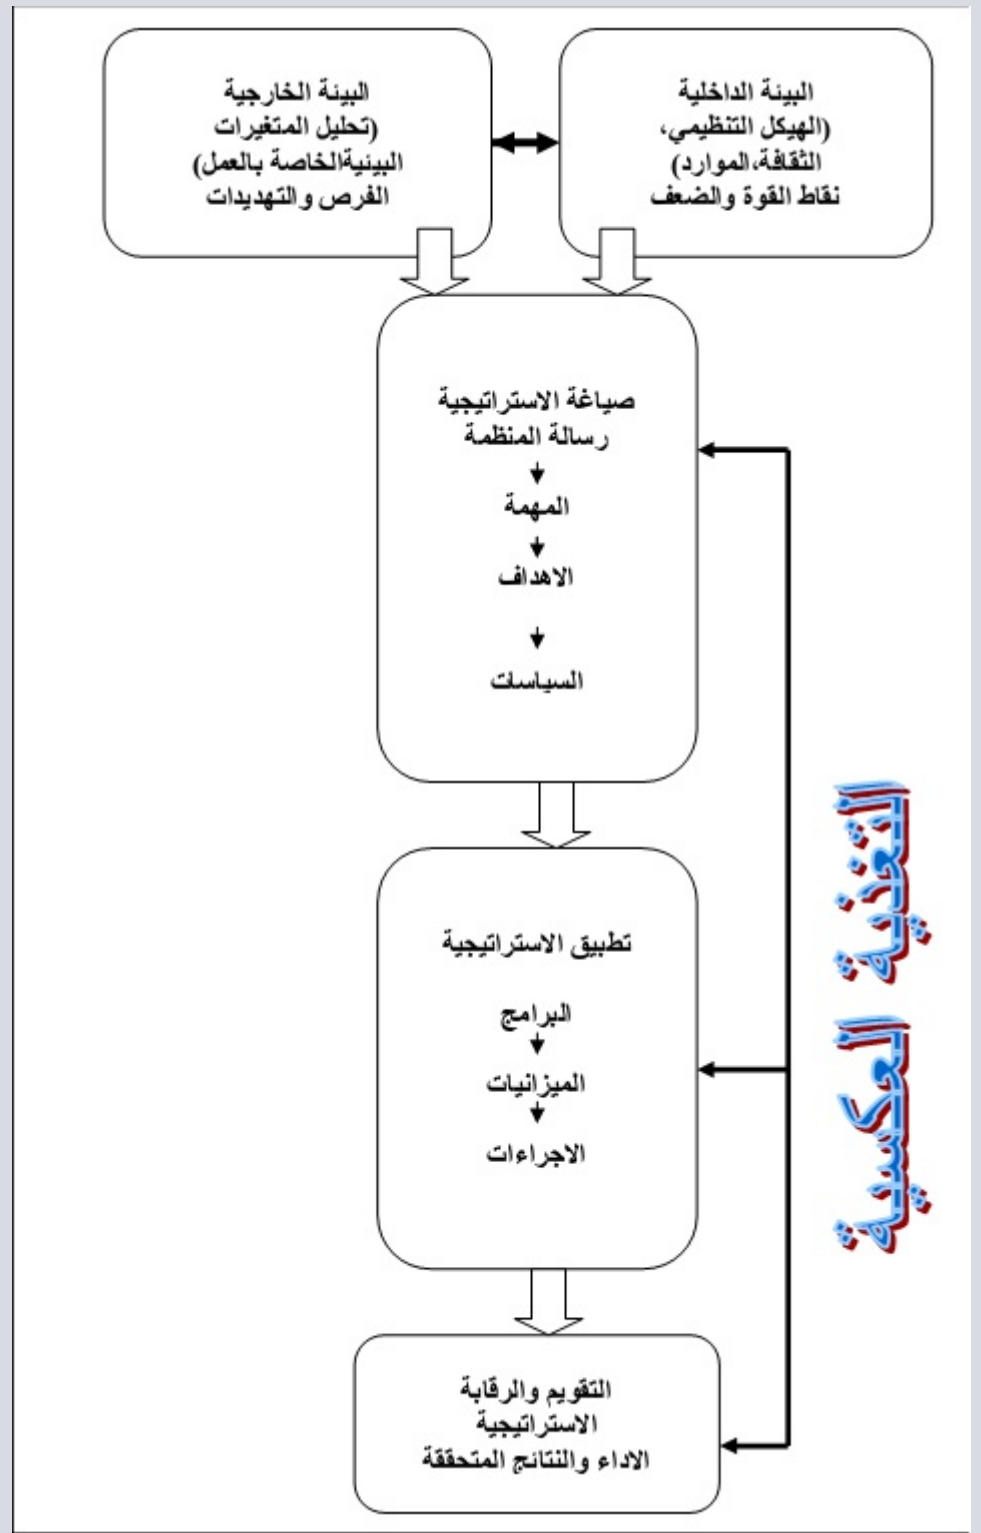 البيئة الداخلية
(الهيكل التنظيمي،
الثقافة،الموارد)
نقاط القوة والضعف
البيئة الخارجية
(تحليل المتغيرات
البيئيةالخاصة بالعمل)
الفرص والتهديدات
صياغة الاستراتيجية
رسالة المنظمة
المهمة
الاهداف
السياسات
تطبيق الاستراتيجية
البرامج
الميزانيات
الاجراءات
التقويم والرقابة
الاستراتيجية
الاداء والنتائج المتحققة
التغذية العكسية